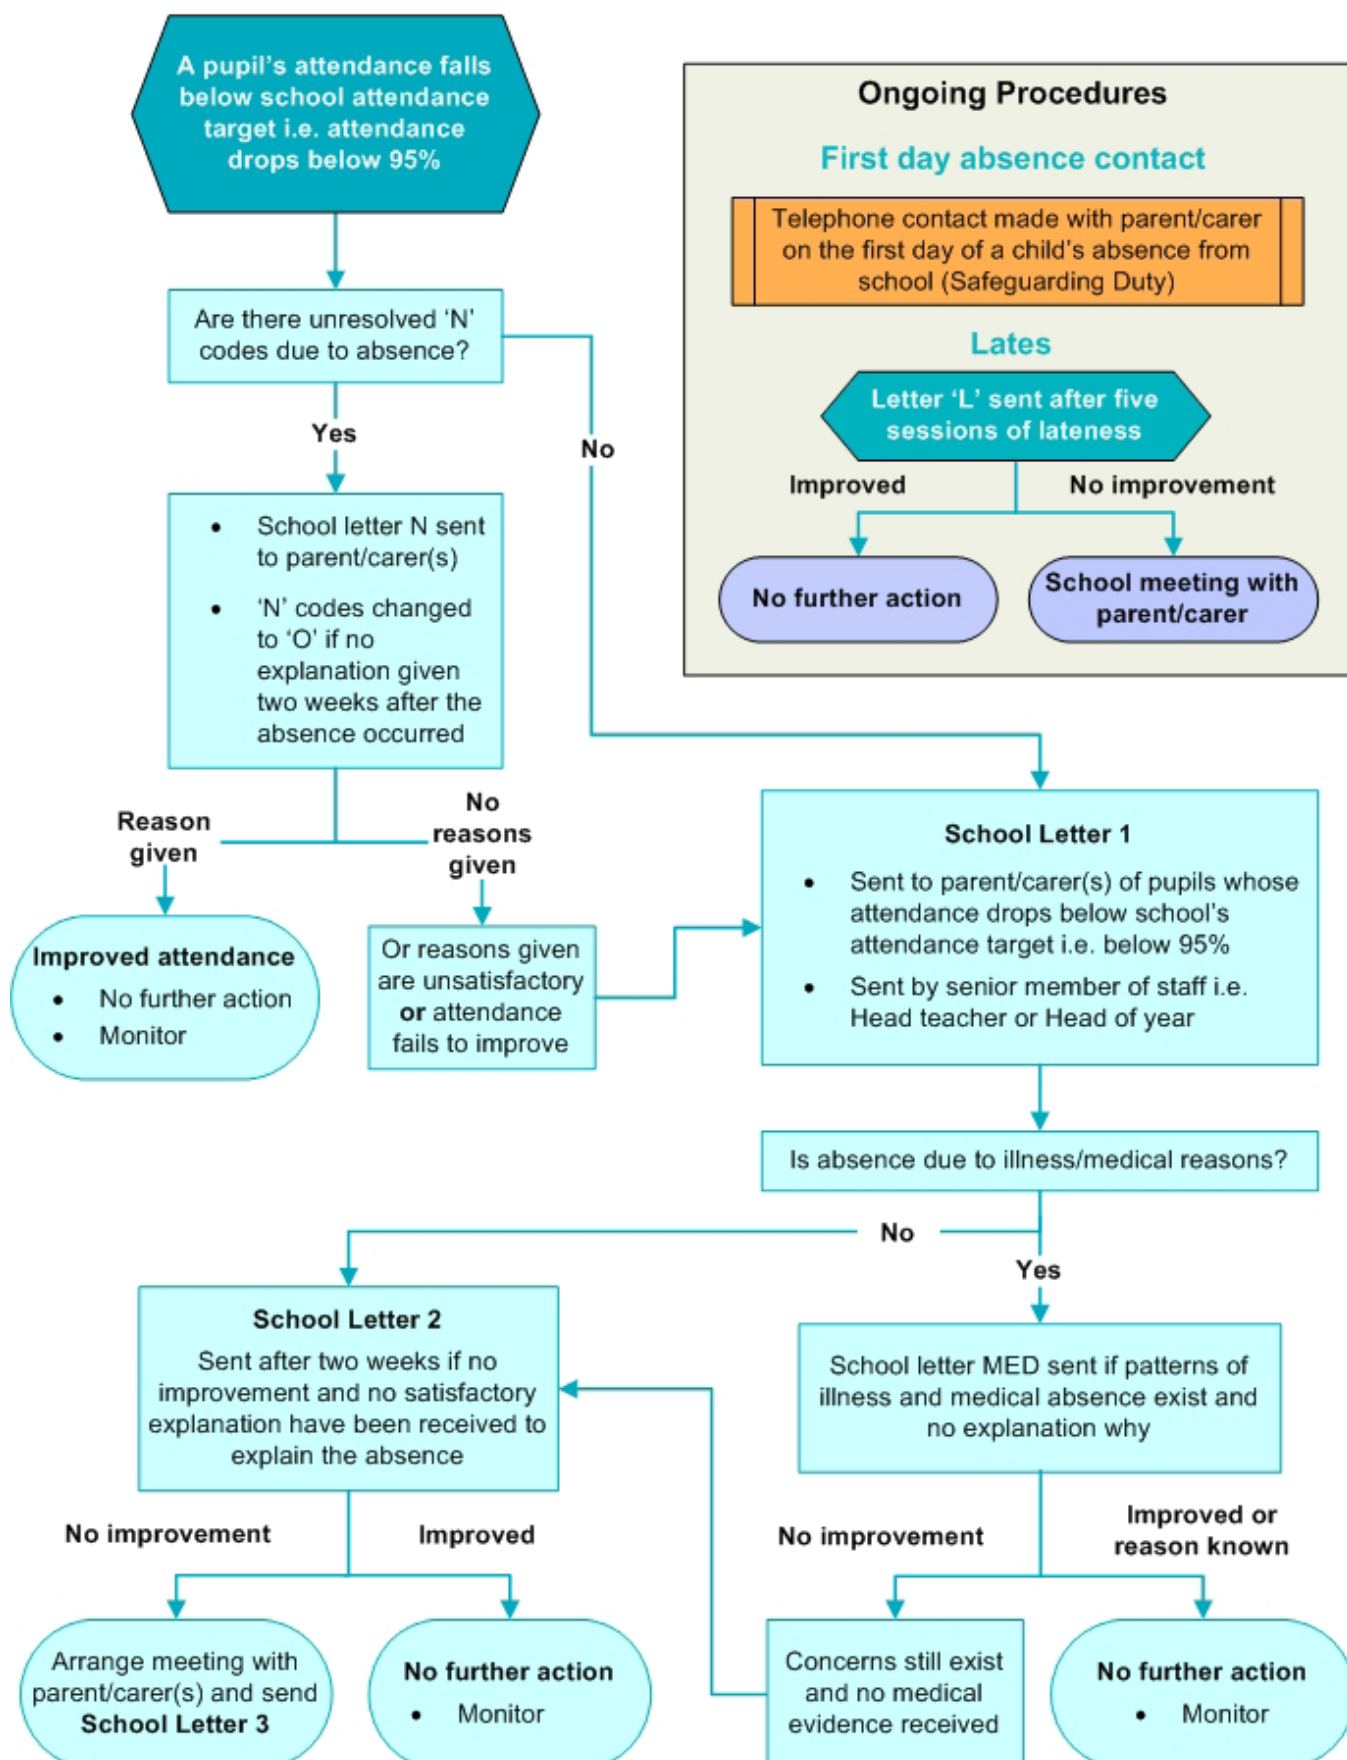 A pupil's attendance falls
below school attendance
target i.e. attendance
drops below 95%
Ongoing Procedures
First day absence contact
Telephone contact made with parent/carer
on the first day of a child's absence from
school (Safeguarding Duty)
Lates
Letter 'L' sent after five
sessions of lateness
Improved
No improvement
No further action
School meeting with
parent/carer
Are there unresolved 'N'
codes due to absence?
Yes
No
• School letter N sent
to parent/carer(s)
• 'N' codes changed
to 'O' if no
explanation given
two weeks after the
absence occurred
Reason
given
No
reasons
given
Improved attendance
• No further action
• Monitor
Or reasons given
are unsatisfactory
or attendance
fails to improve
School Letter 1
• Sent to parent/carer(s) of pupils whose
attendance drops below school's
attendance target i.e. below 95%
• Sent by senior member of staff i.e.
Head teacher or Head of year
Is absence due to illness/medical reasons?
No
Yes
School Letter 2
Sent after two weeks if no
improvement and no satisfactory
explanation have been received to
explain the absence
School letter MED sent if patterns of
illness and medical absence exist and
no explanation why
No improvement
Improved
No improvement
Improved or
reason known
Arrange meeting with
parent/carer(s) and send
School Letter 3
No further action
• Monitor
Concerns still exist
and no medical
evidence received
No further action
• Monitor